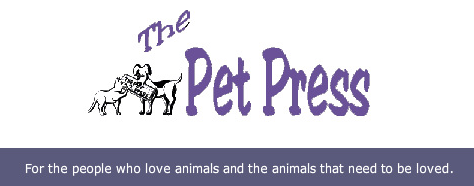 The
Pet Press
For the people who love animals and the animals that need to be loved.